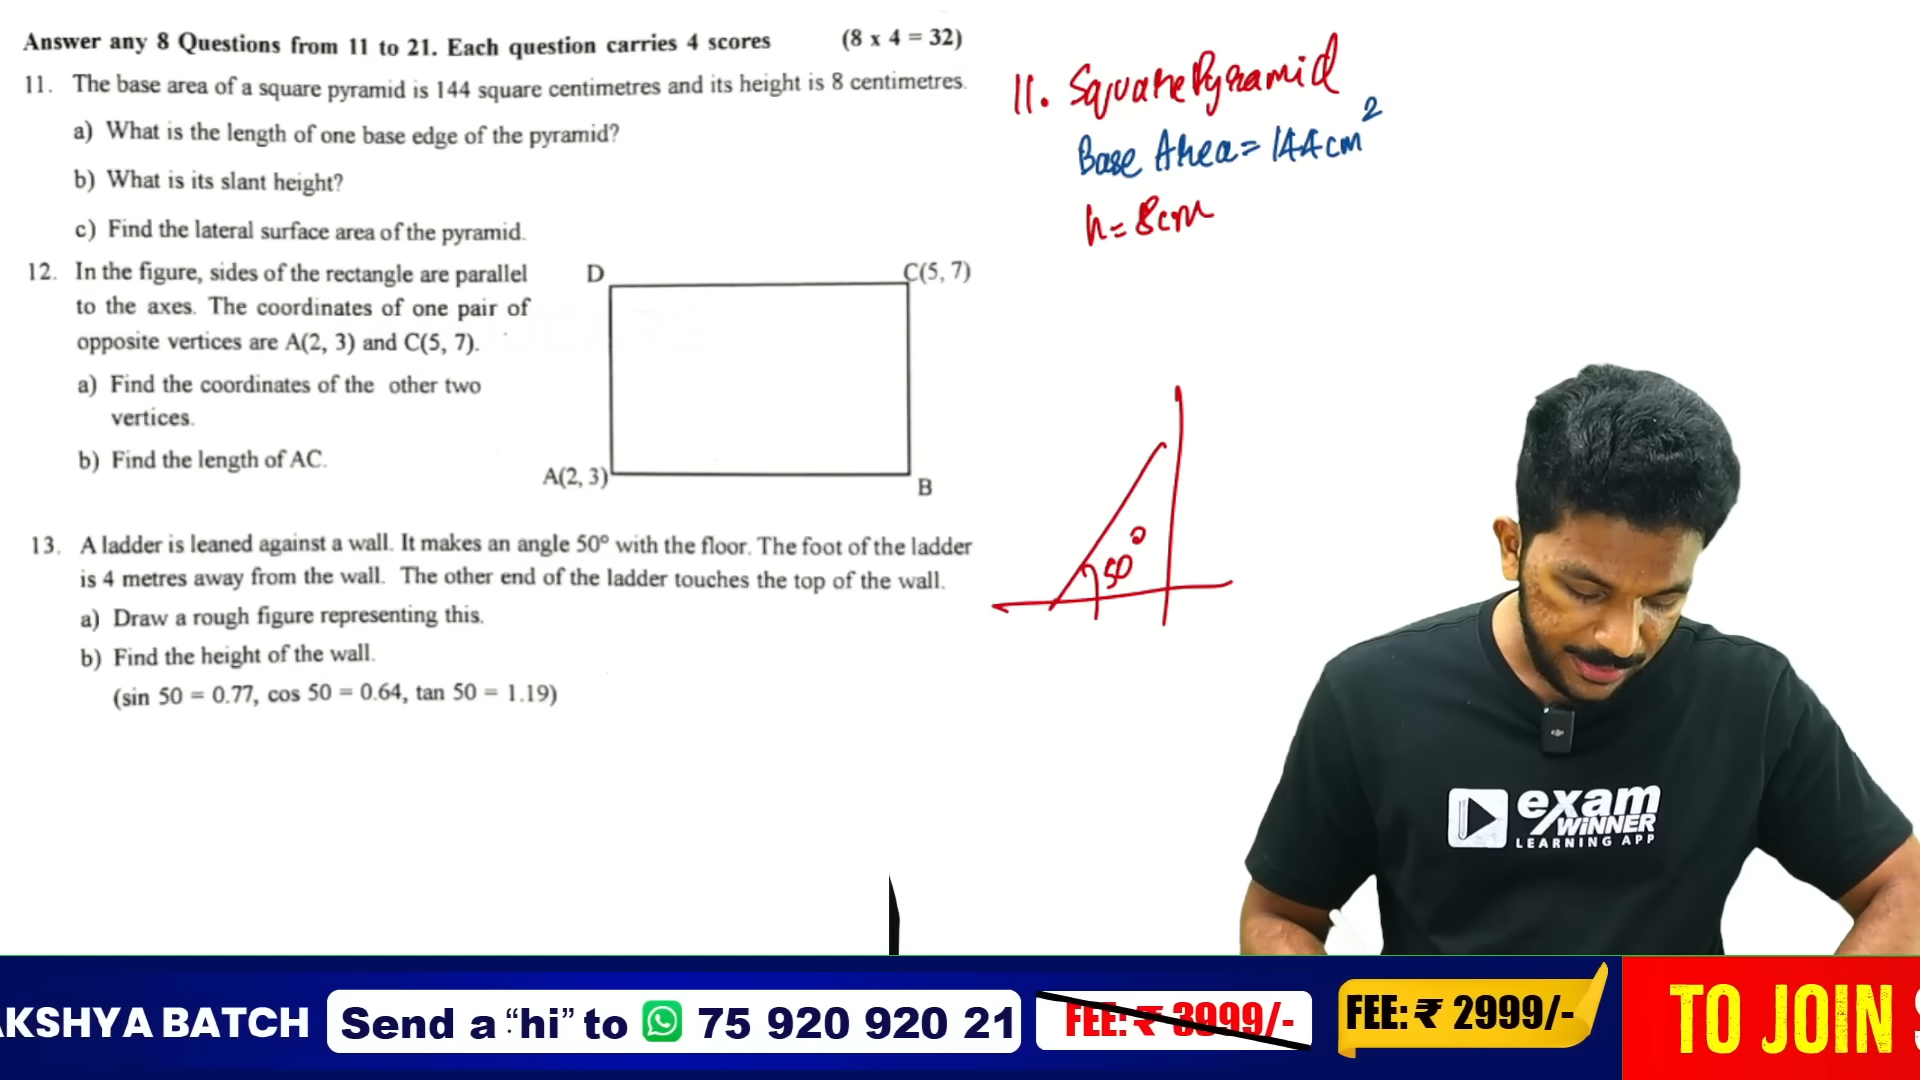 Answer any 8 Questions from 11 to 21. Each question carries 4 scores (8 x 4 = 32)
11. The base area of a square pyramid is 144 square centimetres and its height is 8 centimetres.
a) What is the length of one base edge of the pyramid?
b) What is its slant height?
c) Find the lateral surface area of the pyramid.
12. In the figure, sides of the rectangle are parallel
to the axes. The coordinates of one pair of
opposite vertices are A(2, 3) and C(5, 7).
a) Find the coordinates of the other two
vertices.
b) Find the length of AC.
D
C(5, 7)
A(2, 3)
B
13. A ladder is leaned against a wall. It makes an angle 50° with the floor. The foot of the ladder
is 4 metres away from the wall. The other end of the ladder touches the top of the wall.
a) Draw a rough figure representing this.
b) Find the height of the wall.
(sin 50 = 0.77, cos 50 = 0.64, tan 50 = 1.19)
11. Square Pyramid
Base Area = 144cm²
h = 8cm
50°
exam
WINNER
LEARNING APP
AKSHYA BATCH
Send a “hi” to 75 920 920 21
FEE: ₹ 3999/-
FEE: ₹ 2999/-
TO JOIN